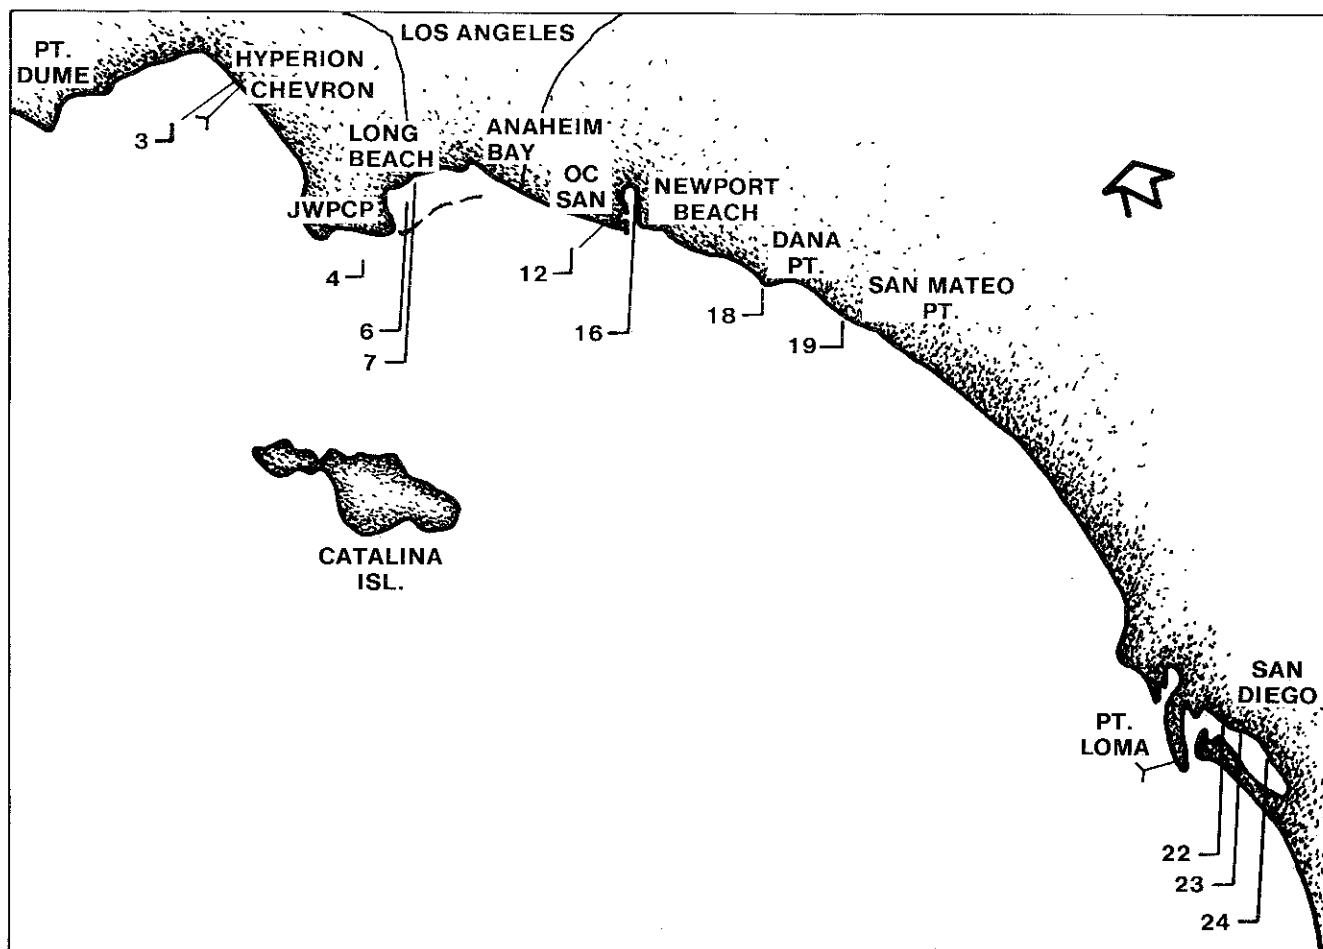 LOS ANGELES
PT.
DUME
HYPERION
CHEVRON
3
LONG
BEACH
ANAHEIM
BAY
OC
SAN
NEWPORT
BEACH
JWPCP
4
12
DANA
PT.
SAN MATEO
PT.
6
16
18
19
7
CATALINA
ISL.
SAN
DIEGO
PT.
LOMA
22
23
24